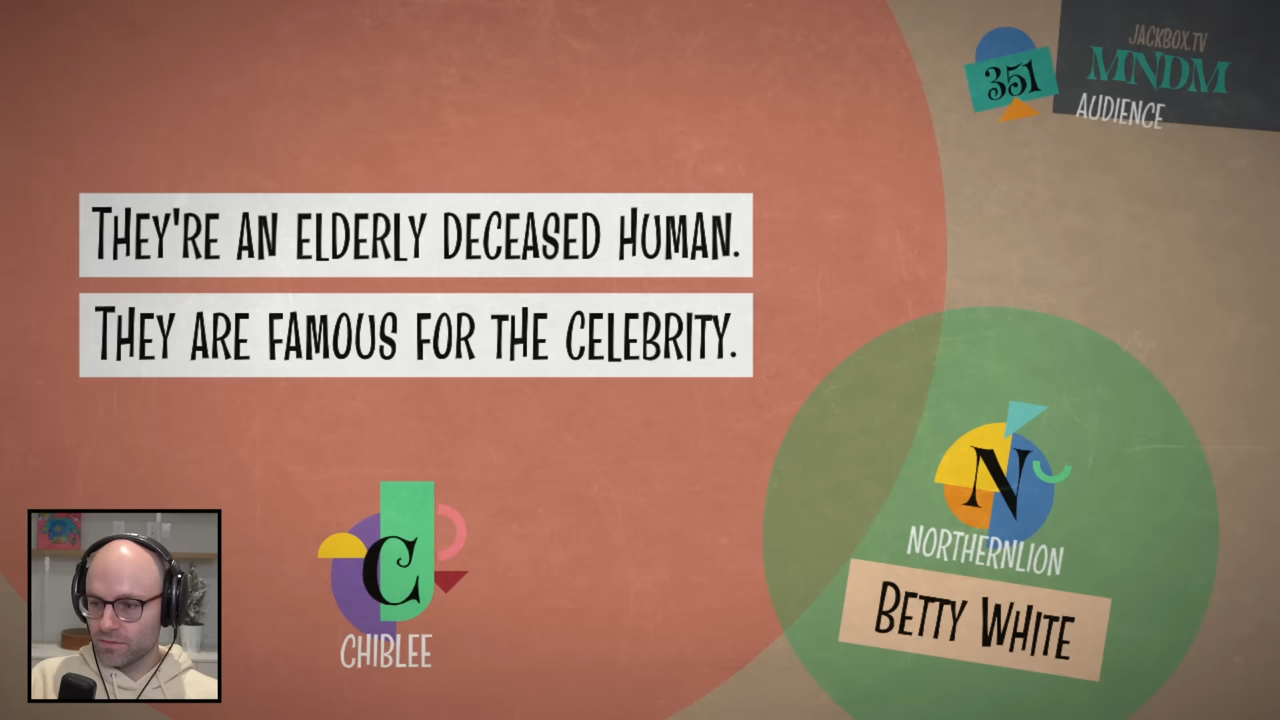 JACKBOX.TV
MNDM
351
AUDIENCE
THEY'RE AN ELDERLY DECEASED HUMAN.
THEY ARE FAMOUS FOR THE CELEBRITY.
C
CHIBLEE
N
NORTHERNLION
BETTY WHITE